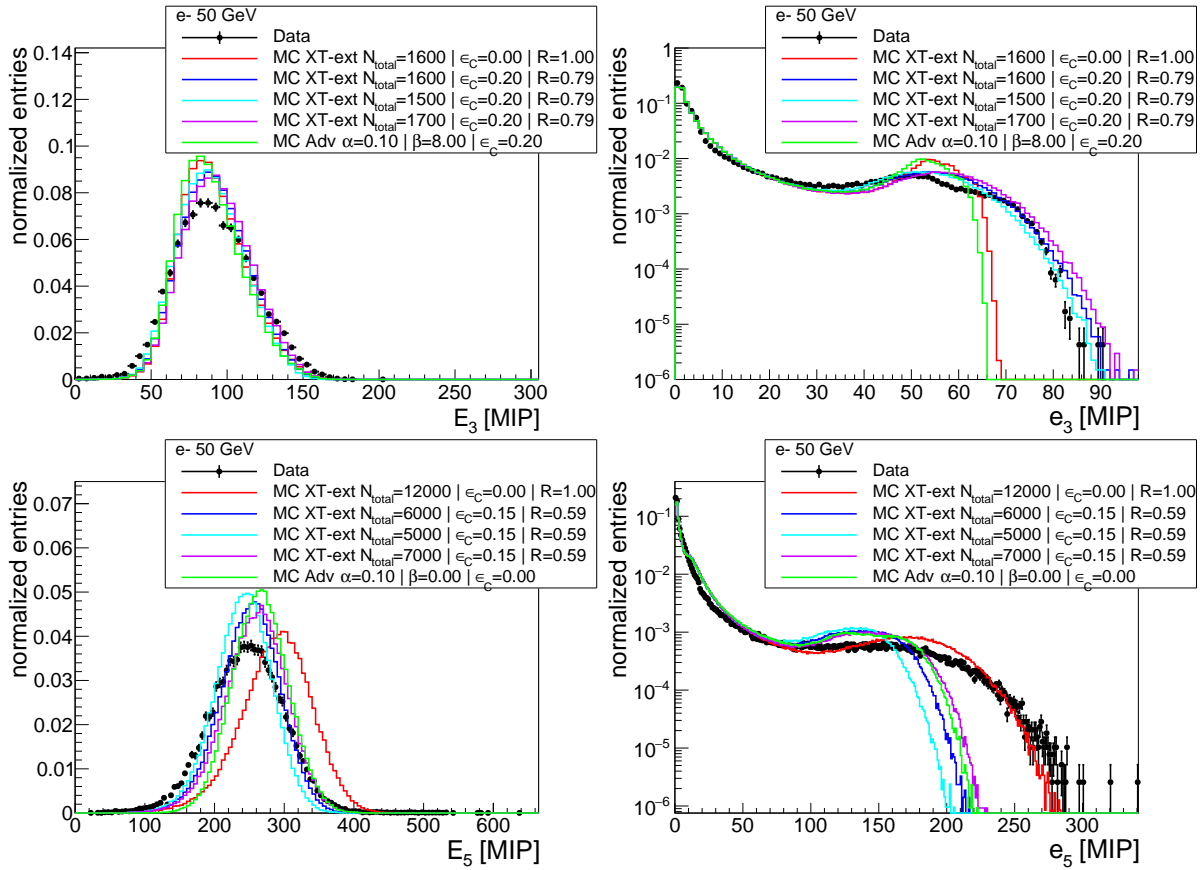 e- 50 GeV
Data
MC XT-ext N_total=1600 | ϵ_C=0.00 | R=1.00
MC XT-ext N_total=1600 | ϵ_C=0.20 | R=0.79
MC XT-ext N_total=1500 | ϵ_C=0.20 | R=0.79
MC XT-ext N_total=1700 | ϵ_C=0.20 | R=0.79
MC Adv α=0.10 | β=8.00 | ϵ_C=0.20
normalized entries
0.14
0.12
0.1
0.08
0.06
0.04
0.02
0
0 50 100 150 200 250 300
E_3 [MIP]
e- 50 GeV
Data
MC XT-ext N_total=1600 | ϵ_C=0.00 | R=1.00
MC XT-ext N_total=1600 | ϵ_C=0.20 | R=0.79
MC XT-ext N_total=1500 | ϵ_C=0.20 | R=0.79
MC XT-ext N_total=1700 | ϵ_C=0.20 | R=0.79
MC Adv α=0.10 | β=8.00 | ϵ_C=0.20
normalized entries
1
10^−1
10^−2
10^−3
10^−4
10^−5
10^−6
0 10 20 30 40 50 60 70 80 90
e_3 [MIP]
e- 50 GeV
Data
MC XT-ext N_total=12000 | ϵ_C=0.00 | R=1.00
MC XT-ext N_total=6000 | ϵ_C=0.15 | R=0.59
MC XT-ext N_total=5000 | ϵ_C=0.15 | R=0.59
MC XT-ext N_total=7000 | ϵ_C=0.15 | R=0.59
MC Adv α=0.10 | β=0.00 | ϵ_C=0.00
normalized entries
0.07
0.06
0.05
0.04
0.03
0.02
0.01
0
0 100 200 300 400 500 600
E_5 [MIP]
e- 50 GeV
Data
MC XT-ext N_total=12000 | ϵ_C=0.00 | R=1.00
MC XT-ext N_total=6000 | ϵ_C=0.15 | R=0.59
MC XT-ext N_total=5000 | ϵ_C=0.15 | R=0.59
MC XT-ext N_total=7000 | ϵ_C=0.15 | R=0.59
MC Adv α=0.10 | β=0.00 | ϵ_C=0.00
normalized entries
10^−1
10^−2
10^−3
10^−4
10^−5
10^−6
0 50 100 150 200 250 300
e_5 [MIP]